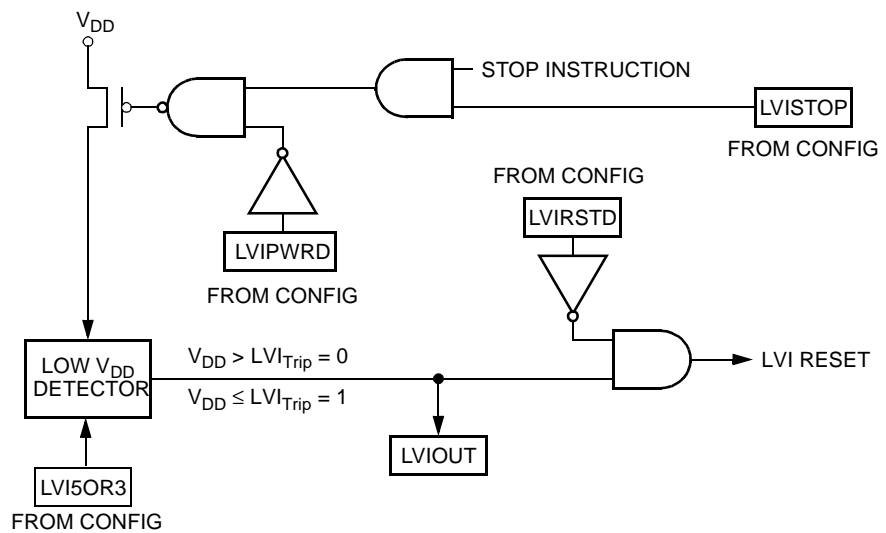 VDD
STOP INSTRUCTION
LVISTOP
FROM CONFIG
FROM CONFIG
LVIRSTD
LVIPWRD
FROM CONFIG
LOW VDD
DETECTOR
VDD > LVITrip = 0
VDD ≤ LVITrip = 1
LVI RESET
LVIOUT
LVI5OR3
FROM CONFIG